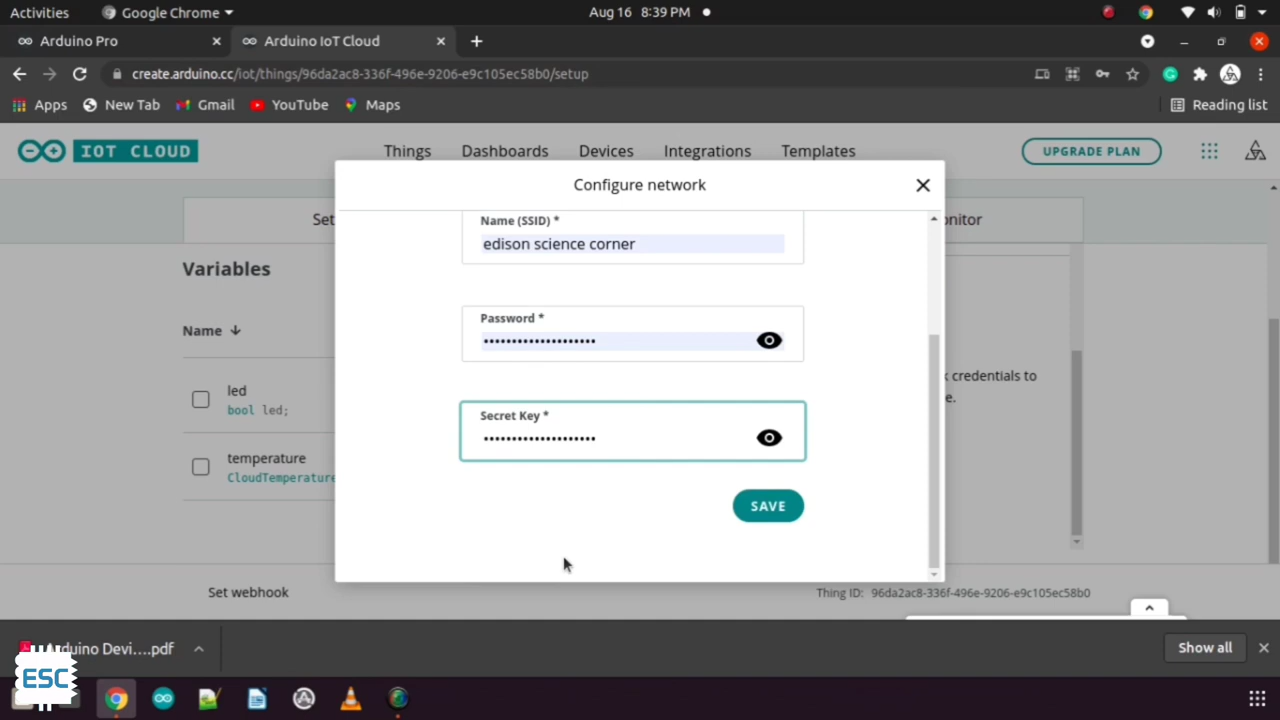 Activities
Google Chrome
Aug 16 8:39 PM
Arduino Pro
Arduino IoT Cloud
create.arduino.cc/iot/things/96da2ac8-336f-496e-9206-e9c105ec58b0/setup
Apps
New Tab
Gmail
YouTube
Maps
Reading list
IOT CLOUD
Things
Dashboards
Devices
Integrations
Templates
UPGRADE PLAN
Configure network
Set
onitor
Name (SSID) *
edison science corner
Variables
Password *
••••••••••••••••••••
Name
Secret Key *
••••••••••••••••••••
led
bool led;
temperature
CloudTemperature
credentials to
e.
SAVE
Set webhook
Thing ID: 96da2ac8-336f-496e-9206-e9c105ec58b0
duino Devi....pdf
Show all
ESC